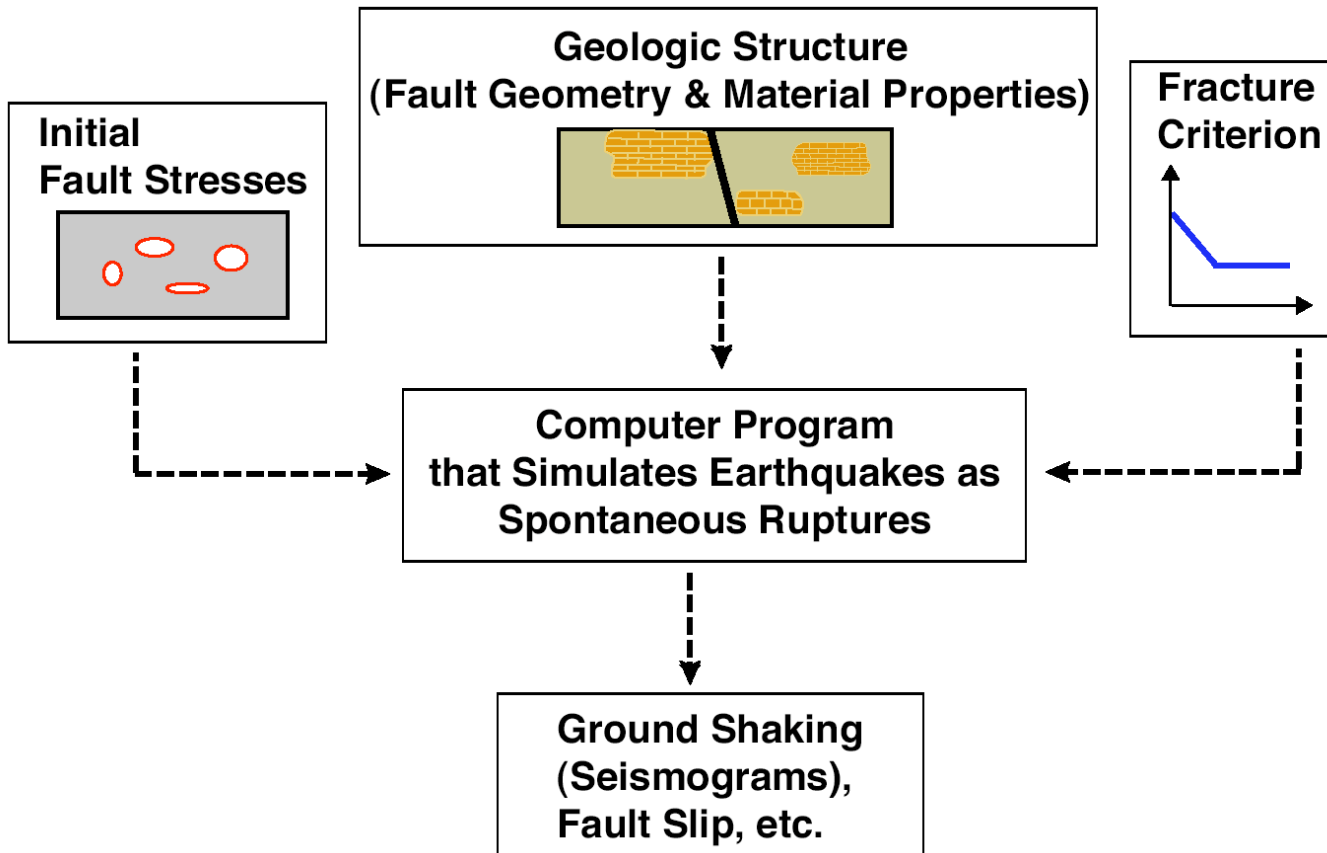 Geologic Structure
(Fault Geometry & Material Properties)
Initial
Fault Stresses
Fracture
Criterion
Computer Program
that Simulates Earthquakes as
Spontaneous Ruptures
Ground Shaking
(Seismograms),
Fault Slip, etc.